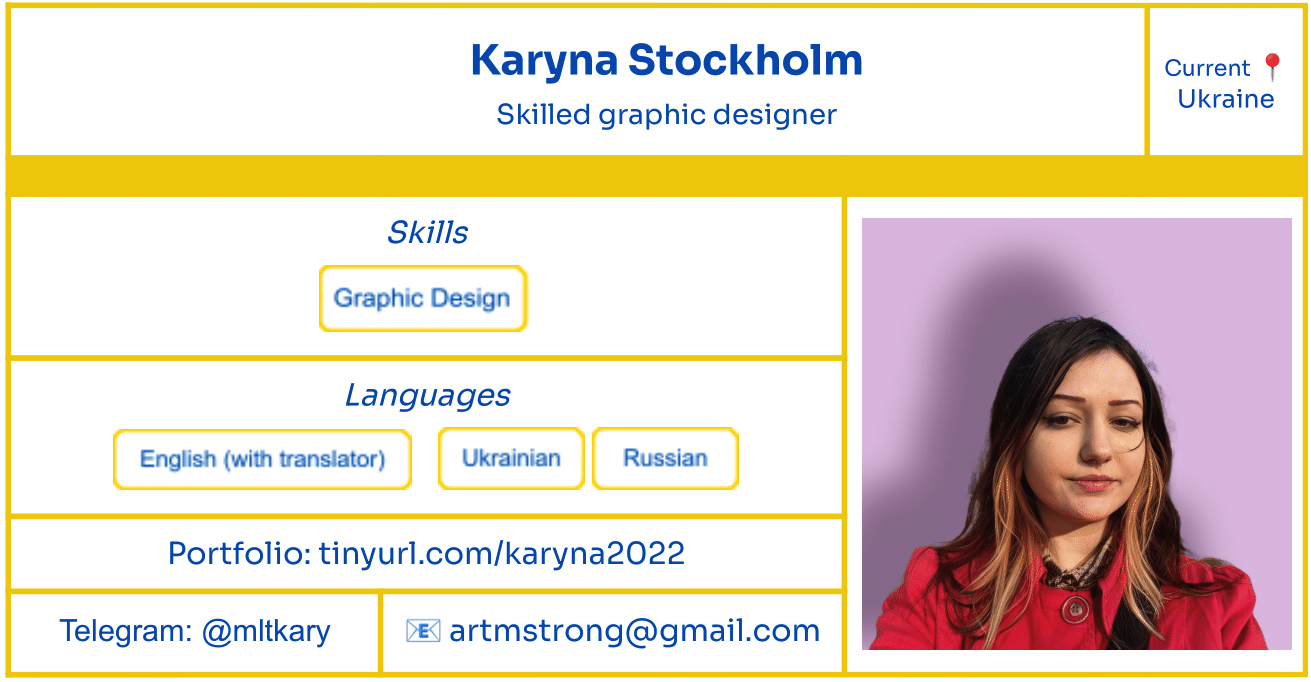 Karyna Stockholm
Skilled graphic designer
Current 📍
Ukraine
Skills
Graphic Design
Languages
English (with translator)
Ukrainian
Russian
Portfolio: tinyurl.com/karyna2022
Telegram: @mltkary
📧 artmstrong@gmail.com